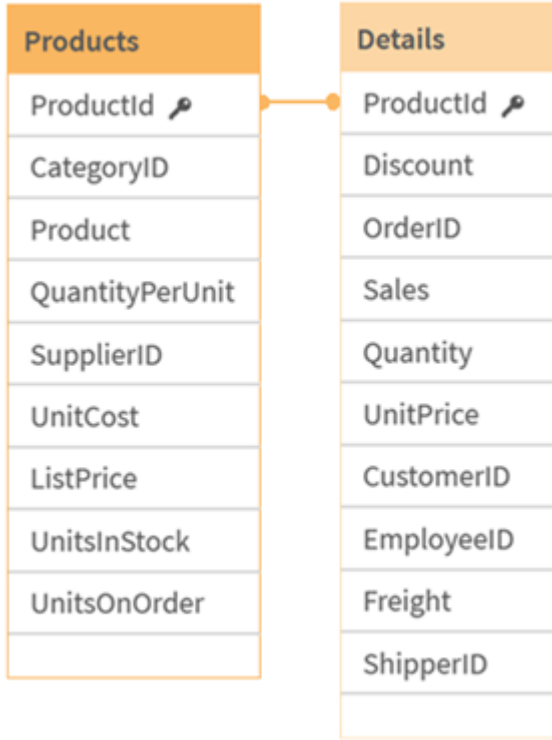 Products
ProductId
CategoryID
Product
QuantityPerUnit
SupplierID
UnitCost
ListPrice
UnitsInStock
UnitsOnOrder
Details
ProductId
Discount
OrderID
Sales
Quantity
UnitPrice
CustomerID
EmployeeID
Freight
ShipperID